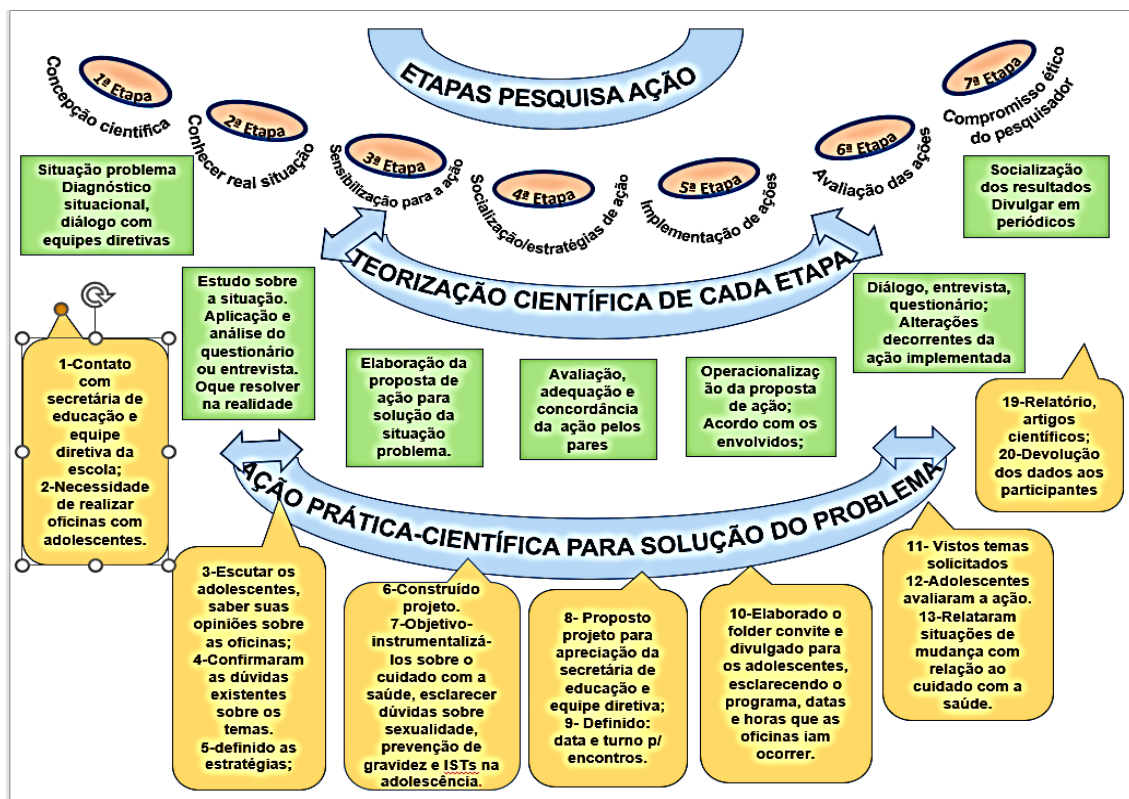 ETAPAS PESQUISA AÇÃO
1ª Etapa
Concepção científica
2ª Etapa
Conhecer real situação
3ª Etapa
Sensibilização para a ação
4ª Etapa
Socialização/estratégias de ação
5ª Etapa
Implementação de ações
6ª Etapa
Avaliação das ações
7ª Etapa
Compromisso ético
do pesquisador
Situação problema
Diagnóstico
situacional,
diálogo com
equipes diretivas
Socialização
dos resultados
Divulgar em
periódicos
TEORIZAÇÃO CIENTÍFICA DE CADA ETAPA
Estudo sobre
a situação.
Aplicação e
análise do
questionário
ou entrevista.
Oque resolver
na realidade
Elaboração da
proposta de
ação para
solução da
situação
problema.
Avaliação,
adequação e
concordância
da ação pelos
pares
Operacionalizaç
ão da proposta
de ação;
Acordo com os
envolvidos;
Diálogo, entrevista,
questionário;
Alterações
decorrentes da
ação implementada
AÇÃO PRÁTICA-CIENTÍFICA PARA SOLUÇÃO DO PROBLEMA
1-Contato
com
secretária de
educação e
equipe
diretiva da
escola;
2-Necessidade
de realizar
oficinas com
adolescentes.
3-Escutar os
adolescentes,
saber suas
opiniões sobre
as oficinas;
4-Confirmaram
as dúvidas
existentes
sobre os
temas.
5-definido as
estratégias;
6-Construído
projeto.
7-Objetivo-
instrumentalizá-
los sobre o
cuidado com a
saúde, esclarecer
dúvidas sobre
sexualidade,
prevenção de
gravidez e ISTs na
adolescência.
8- Proposto
projeto para
apreciação da
secretária de
educação e
equipe diretiva;
9- Definido:
data e turno p/
encontros.
10-Elaborado o
folder convite e
divulgado para
os adolescentes,
esclarecendo o
programa, datas
e horas que as
oficinas iam
ocorrer.
11- Vistos temas
solicitados
12-Adolescentes
avaliaram a ação.
13-Relataram
situações de
mudança com
relação ao
cuidado com a
saúde.
19-Relatório,
artigos
científicos;
20-Devolução
dos dados aos
participantes